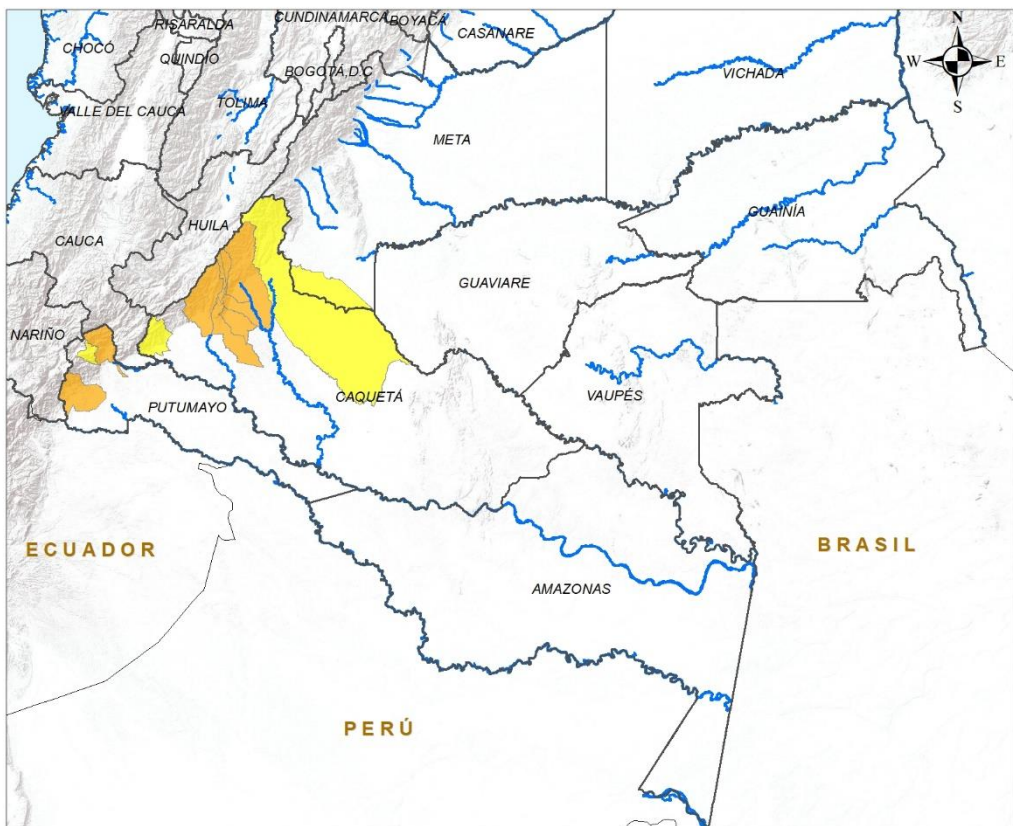 CUNDINAMARCA
BOYACÁ
RISARALDA
CASANARE
N
CHOCÓ
QUINDÍO
BOGOTÁ,D.C
VICHADA
W
E
TOLIMA
VALLE DEL CAUCA
S
META
GUAINÍA
HUILA
CAUCA
GUAVIARE
NARIÑO
CAQUETÁ
VAUPÉS
PUTUMAYO
ECUADOR
BRASIL
AMAZONAS
PERÚ